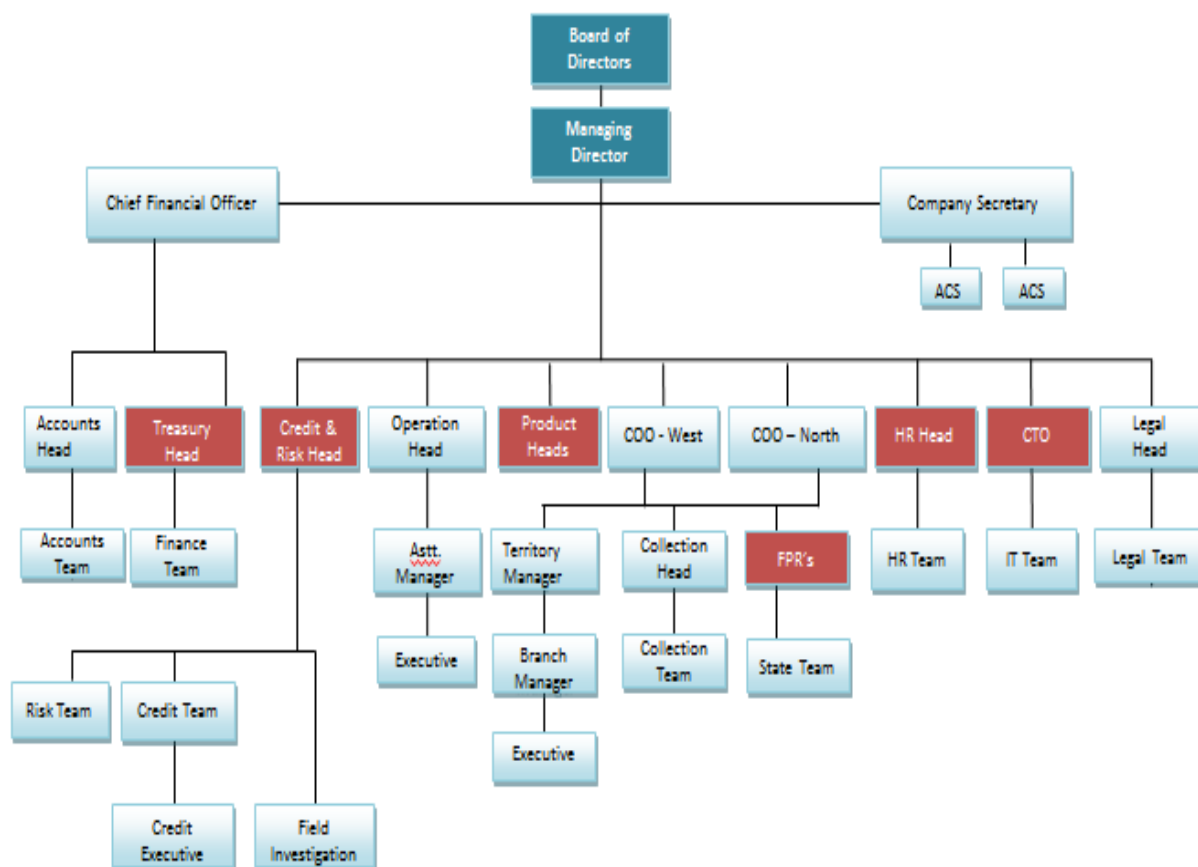 Board of
Directors
Managing
Director
Chief Financial Officer
Company Secretary
ACS
ACS
Accounts
Head
Treasury
Head
Credit &
Risk Head
Operation
Head
Product
Heads
COO - West
COO – North
HR Head
CTO
Legal
Head
Accounts
Team
Finance
Team
Astt.
Manager
Territory
Manager
Collection
Head
FPR's
HR Team
IT Team
Legal Team
Executive
Branch
Manager
Collection
Team
State Team
Risk Team
Credit Team
Executive
Credit
Executive
Field
Investigation